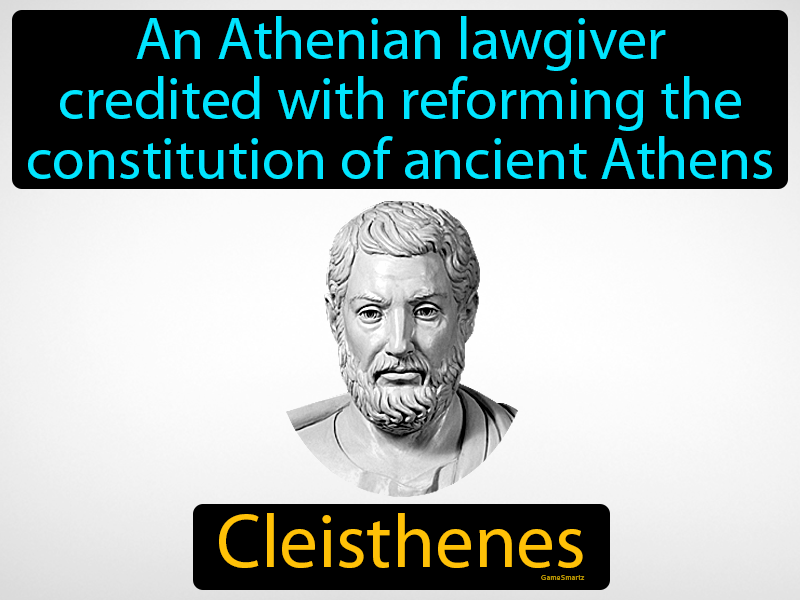 An Athenian lawgiver
credited with reforming the
constitution of ancient Athens
Cleisthenes
GameSmartz